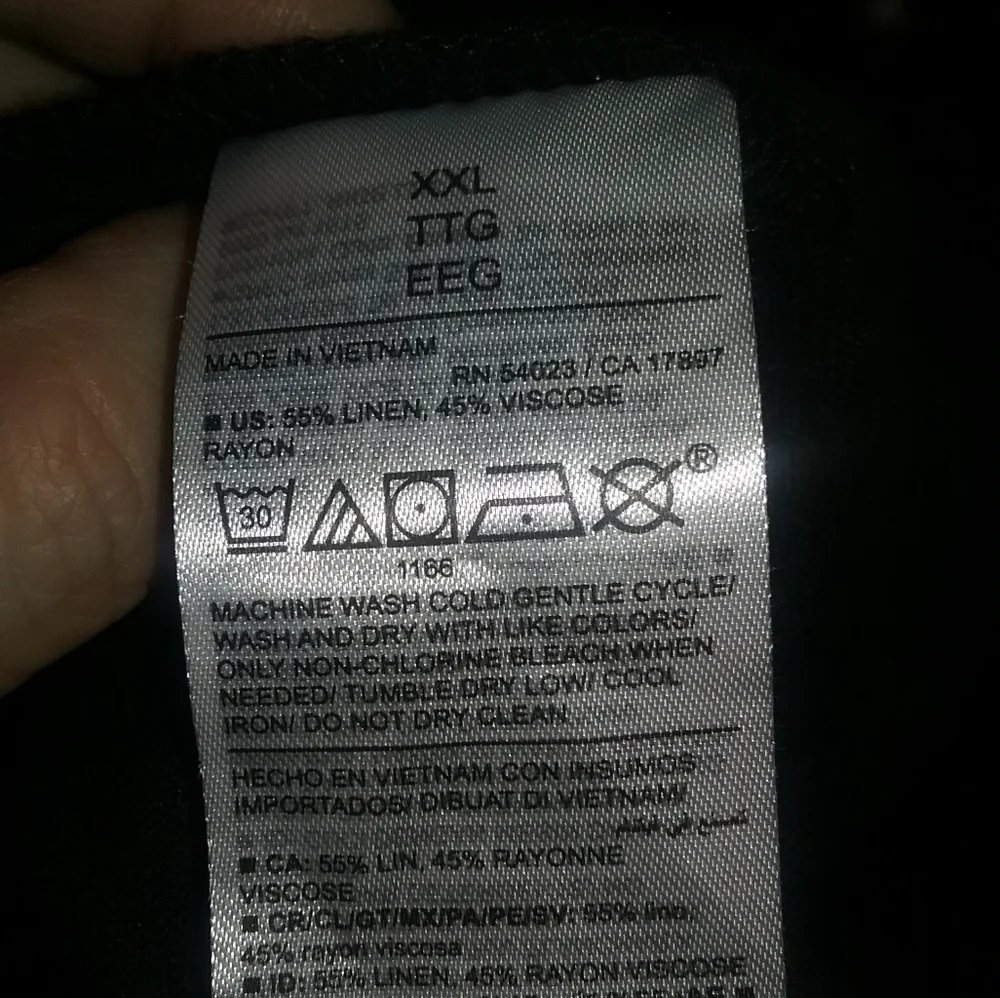 XXL
TTG
EEG
MADE IN VIETNAM
RN 54023 / CA 17897
■ US: 55% LINEN, 45% VISCOSE
RAYON
30
®
1166
MACHINE WASH COLD GENTLE CYCLE/
WASH AND DRY WITH LIKE COLORS/
ONLY NON-CHLORINE BLEACH WHEN
NEEDED/ TUMBLE DRY LOW/ COOL
IRON/ DO NOT DRY CLEAN
HECHO EN VIETNAM CON INSUMOS
IMPORTADOS/ DIBUAT DI VIETNAM/
صنع في فيتنام
■ CA: 55% LIN, 45% RAYONNE
VISCOSE
■ CR/CL/GT/MX/PA/PE/SV: 55% lino,
45% rayon viscosa
■ ID: 55% LINEN, 45% RAYON VISCOSE